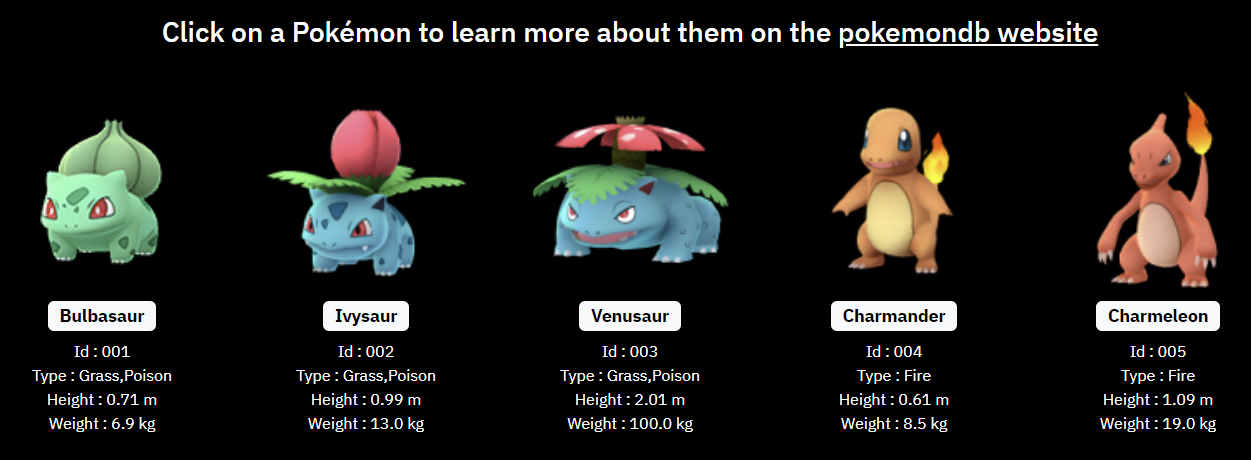 Click on a Pokémon to learn more about them on the pokemondb website
Bulbasaur
Id : 001
Type : Grass,Poison
Height : 0.71 m
Weight : 6.9 kg
Ivysaur
Id : 002
Type : Grass,Poison
Height : 0.99 m
Weight : 13.0 kg
Venusaur
Id : 003
Type : Grass,Poison
Height : 2.01 m
Weight : 100.0 kg
Charmander
Id : 004
Type : Fire
Height : 0.61 m
Weight : 8.5 kg
Charmeleon
Id : 005
Type : Fire
Height : 1.09 m
Weight : 19.0 kg